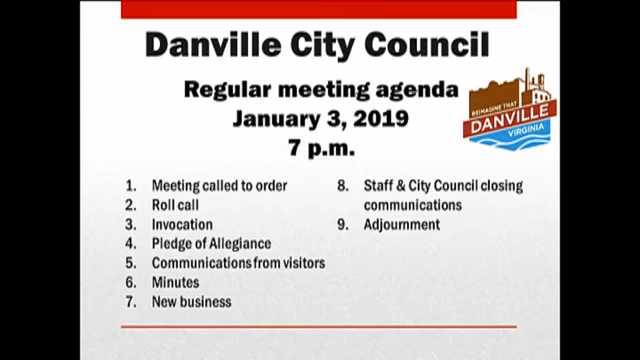 Danville City Council
Regular meeting agenda
January 3, 2019
7 p.m.
REIMAGINE THAT
DANVILLE
VIRGINIA
1. Meeting called to order
2. Roll call
3. Invocation
4. Pledge of Allegiance
5. Communications from visitors
6. Minutes
7. New business
8. Staff & City Council closing
communications
9. Adjournment